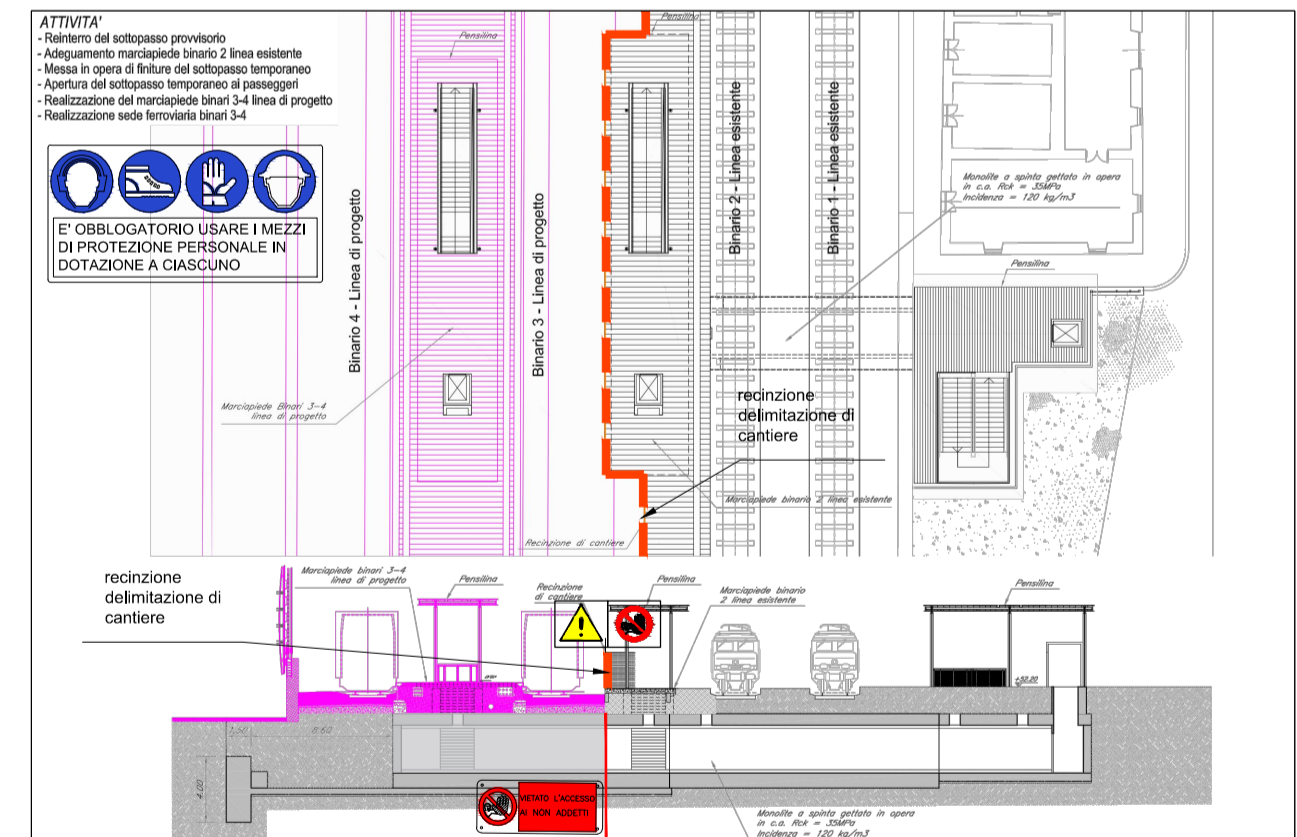 ATTIVITA'
- Reinterro del sottopasso provvisorio
- Adeguamento marciapiede binario 2 linea esistente
- Messa in opera di finiture del sottopasso temporaneo
- Apertura del sottopasso temporaneo ai passeggeri
- Realizzazione del marciapiede binari 3-4 linea di progetto
- Realizzazione sede ferroviaria binari 3-4
E' OBBLOGATORIO USARE I MEZZI
DI PROTEZIONE PERSONALE IN
DOTAZIONE A CIASCUNO
Pensilina
Pensilina
Binario 4 - Linea di progetto
Binario 3 - Linea di progetto
Binario 2 - Linea esistente
Binario 1 - Linea esistente
Monolite a spinta gettato in opera
in c.a. Rck = 35MPa
Incidenza = 120 kg/m3
Pensilina
Marciapiede Binari 3-4
linea di progetto
recinzione
delimitazione di
cantiere
Marciapiede binario 2 linea esistente
Recinzione di cantiere
recinzione
delimitazione di
cantiere
Marciapiede binari 3-4
linea di progetto
Pensilina
Recinzione
di cantiere
Pensilina
Marciapiede binario
2 linea esistente
Pensilina
+52.20
1.50
8.60
4.00
VIETATO L'ACCESSO
AI NON ADDETTI
Monolite a spinta gettato in opera
in c.a. Rck = 35MPa
Incidenza = 120 kg/m3